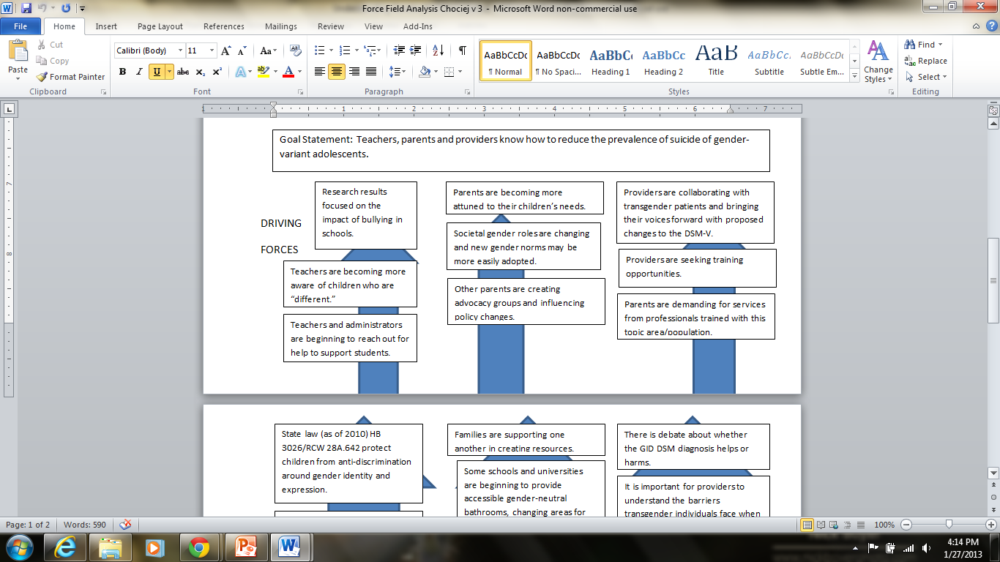 Force Field Analysis Chociej v 3 - Microsoft Word non-commercial use
File Home Insert Page Layout References Mailings Review View Add-Ins
Paste
Cut
Copy
Format Painter
Clipboard
Calibri (Body) 11
Font
Paragraph
AaBbCcDc AaBbCcDc AaBbCc AaBbCc AaB AaBbCc. AaBbCcDc
¶ Normal ¶ No Spaci... Heading 1 Heading 2 Title Subtitle Subtle Em...
Change
Styles
Styles
Find
Replace
Select
Editing
1 1 2 3 4 5 6 7
Goal Statement: Teachers, parents and providers know how to reduce the prevalence of suicide of gender-
variant adolescents.
DRIVING
FORCES
Research results
focused on the
impact of bullying in
schools.
Teachers are becoming more
aware of children who are
“different.”
Teachers and administrators
are beginning to reach out for
help to support students.
Parents are becoming more
attuned to their children’s needs.
Societal gender roles are changing
and new gender norms may be
more easily adopted.
Other parents are creating
advocacy groups and influencing
policy changes.
Providers are collaborating with
transgender patients and bringing
their voices forward with proposed
changes to the DSM-V.
Providers are seeking training
opportunities.
Parents are demanding for services
from professionals trained with this
topic area/population.
State law (as of 2010) HB
3026/RCW 28A.642 protect
children from anti-discrimination
around gender identity and
expression.
Families are supporting one
another in creating resources.
Some schools and universities
are beginning to provide
accessible gender-neutral
bathrooms, changing areas for
There is debate about whether
the GID DSM diagnosis helps or
harms.
It is important for providers to
understand the barriers
transgender individuals face when
7
8
Page: 1 of 2 Words: 590
100%
4:14 PM
1/27/2013